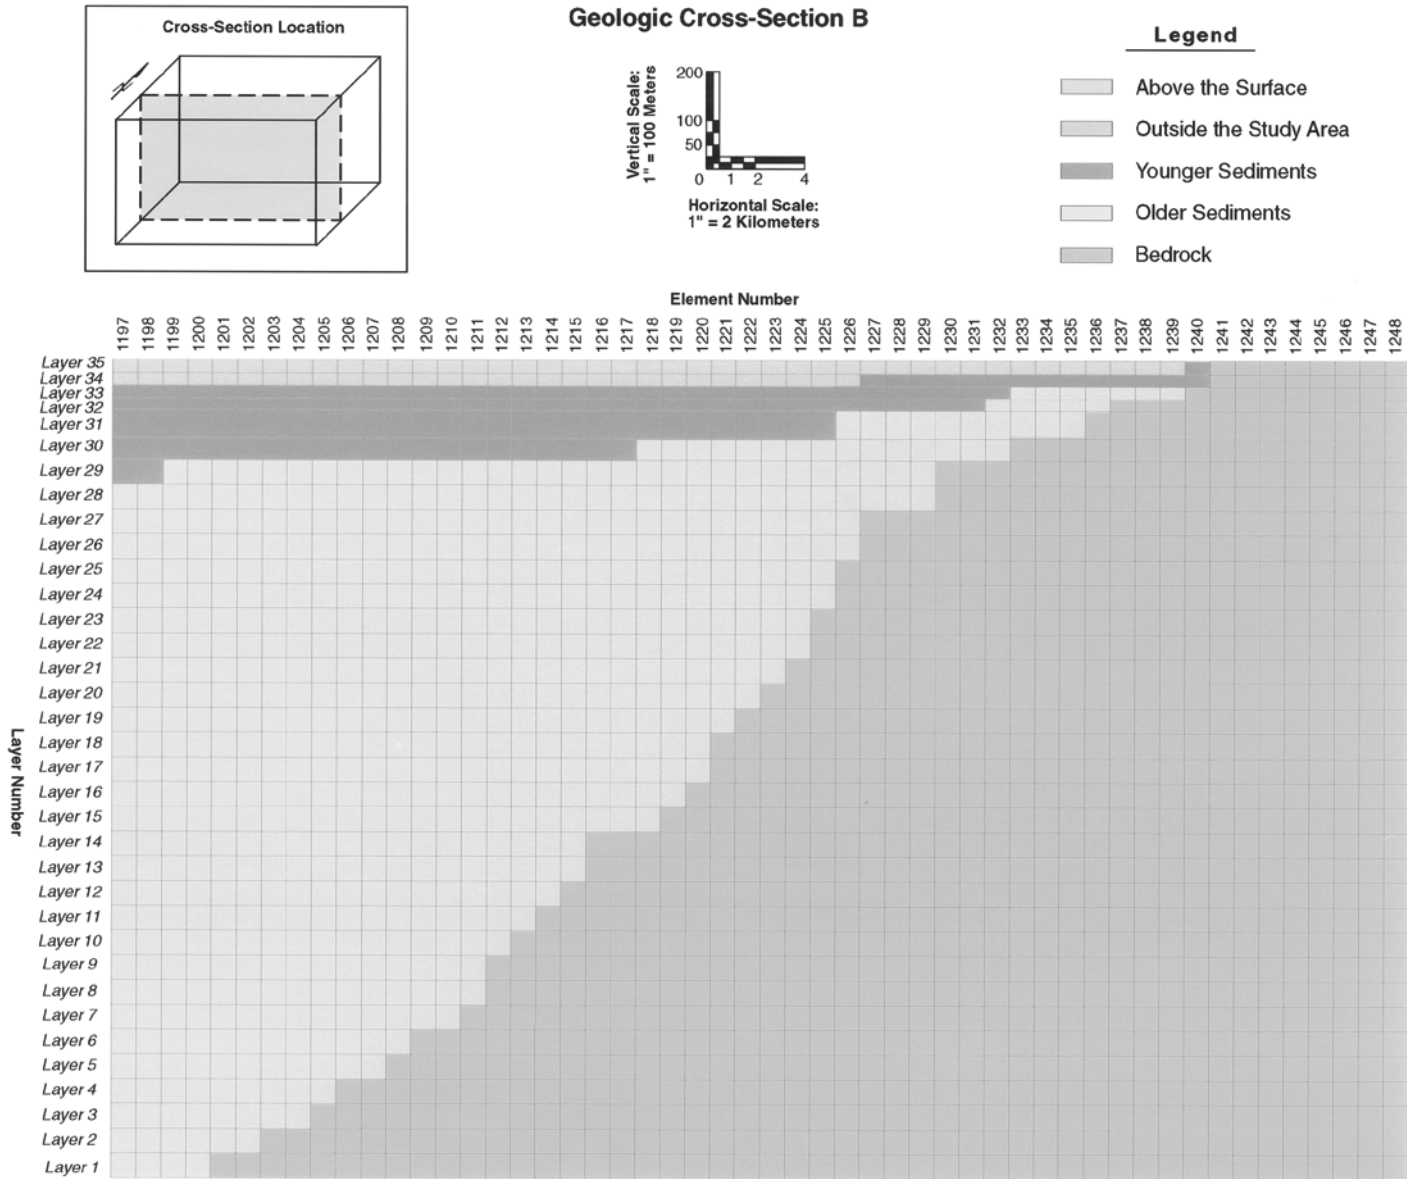 Cross-Section Location
Geologic Cross-Section B
Vertical Scale:
1" = 100 Meters
200
100
50
0 1 2 4
Horizontal Scale:
1" = 2 Kilometers
Legend
Above the Surface
Outside the Study Area
Younger Sediments
Older Sediments
Bedrock
Element Number
1197 1198 1199 1200 1201 1202 1203 1204 1205 1206 1207 1208 1209 1210 1211 1212 1213 1214 1215 1216 1217 1218 1219 1220 1221 1222 1223 1224 1225 1226 1227 1228 1229 1230 1231 1232 1233 1234 1235 1236 1237 1238 1239 1240 1241 1242 1243 1244 1245 1246 1247 1248
Layer Number
Layer 35
Layer 34
Layer 33
Layer 32
Layer 31
Layer 30
Layer 29
Layer 28
Layer 27
Layer 26
Layer 25
Layer 24
Layer 23
Layer 22
Layer 21
Layer 20
Layer 19
Layer 18
Layer 17
Layer 16
Layer 15
Layer 14
Layer 13
Layer 12
Layer 11
Layer 10
Layer 9
Layer 8
Layer 7
Layer 6
Layer 5
Layer 4
Layer 3
Layer 2
Layer 1